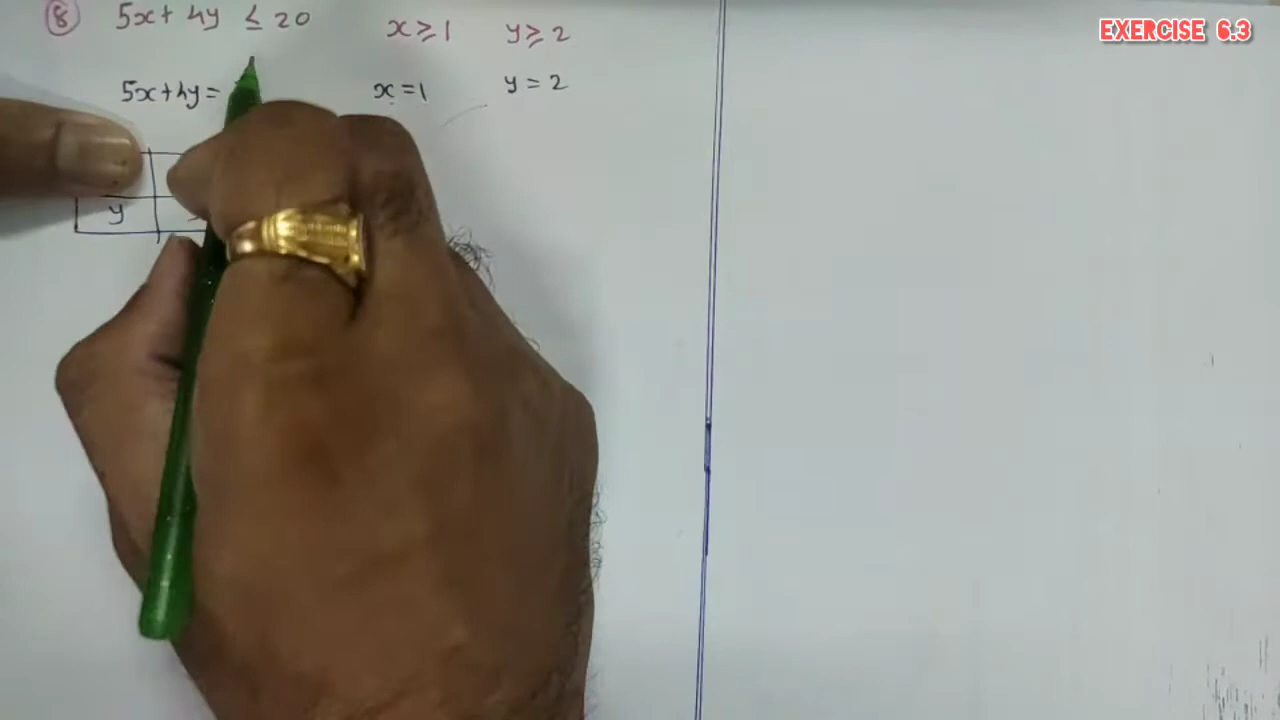 EXERCISE 6.3
8 5x + 4y ≤ 20 x ≥ 1 y ≥ 2
5x + 4y = x = 1 y = 2
y